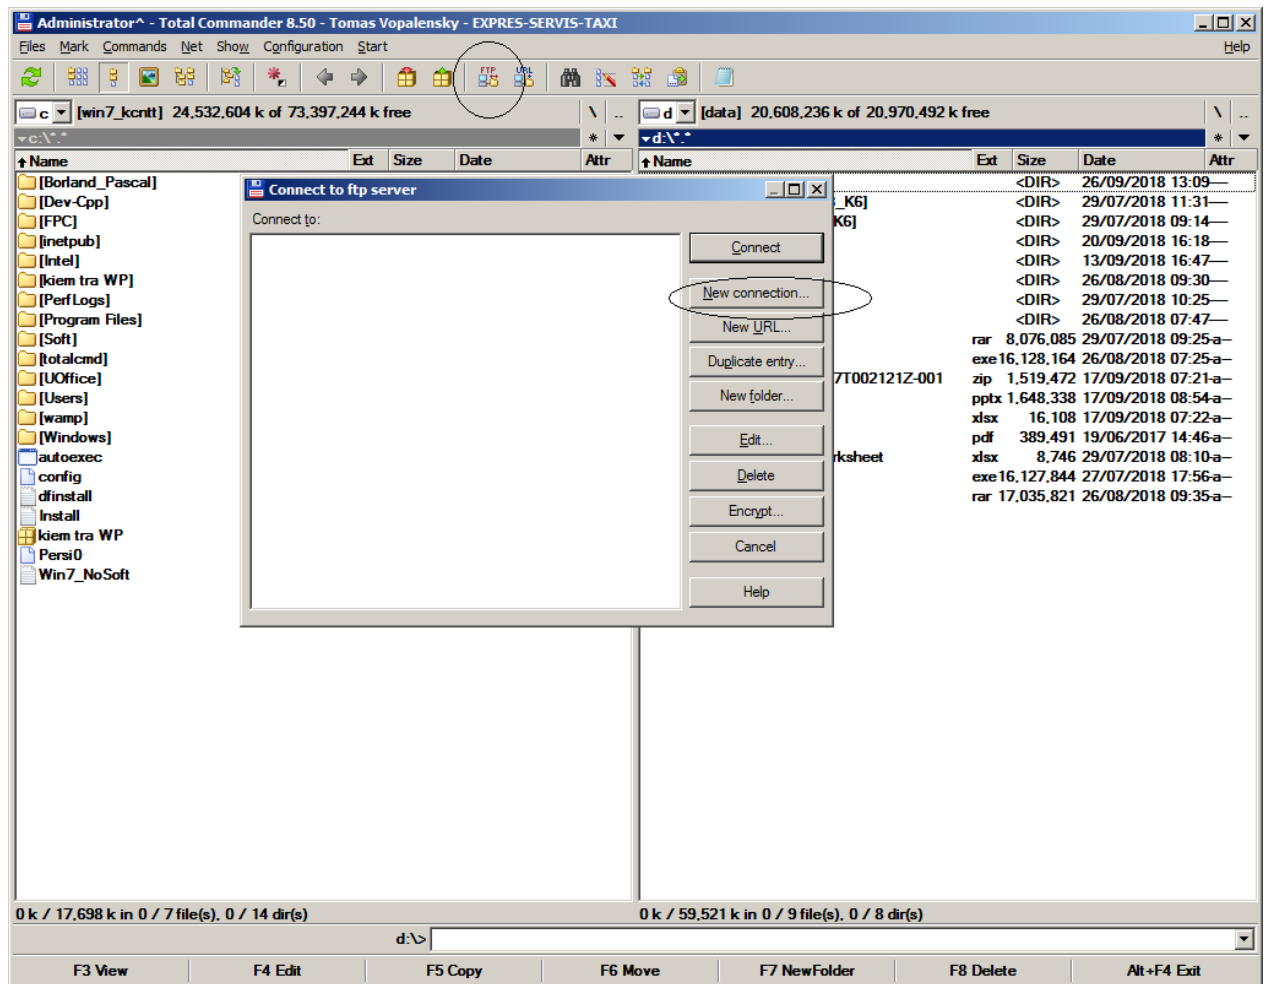 Administrator^ - Total Commander 8.50 - Tomas Vopalensky - EXPRES-SERVIS-TAXI
Files Mark Commands Net Show Configuration Start Help
FTP URL
c [win7_kcntt] 24,532,604 k of 73,397,244 k free \ .. d [data] 20,608,236 k of 20,970,492 k free \ ..
c:\*.* * d:\*.* *
Name Ext Size Date Attr Name Ext Size Date Attr
[Borland_Pascal] <DIR> 26/09/2018 13:09
[Dev-Cpp] _K6] <DIR> 29/07/2018 11:31
[FPC] K6] <DIR> 29/07/2018 09:14
[inetpub] <DIR> 20/09/2018 16:18
[Intel] <DIR> 13/09/2018 16:47
[kiem tra WP] <DIR> 26/08/2018 09:30
[PerfLogs] <DIR> 29/07/2018 10:25
[Program Files] <DIR> 26/08/2018 07:47
[Soft] rar 8,076,085 29/07/2018 09:25 -a--
[totalcmd] exe 16,128,164 26/08/2018 07:25 -a--
[UOffice] 7T002121Z-001 zip 1,519,472 17/09/2018 07:21 -a--
[Users] pptx 1,648,338 17/09/2018 08:54 -a--
[wamp] xlsx 16,108 17/09/2018 07:22 -a--
[Windows] pdf 389,491 19/06/2017 14:46 -a--
autoexec rksheet xlsx 8,746 29/07/2018 08:10 -a--
config exe 16,127,844 27/07/2018 17:56 -a--
dfinstall rar 17,035,821 26/08/2018 09:35 -a--
Install
kiem tra WP
Persi0
Win7_NoSoft
Connect to ftp server
Connect to:
Connect
New connection...
New URL...
Duplicate entry...
New folder...
Edit...
Delete
Encrypt...
Cancel
Help
0 k / 17,698 k in 0 / 7 file(s), 0 / 14 dir(s) 0 k / 59,521 k in 0 / 9 file(s), 0 / 8 dir(s)
d:\>
F3 View F4 Edit F5 Copy F6 Move F7 NewFolder F8 Delete Alt+F4 Exit